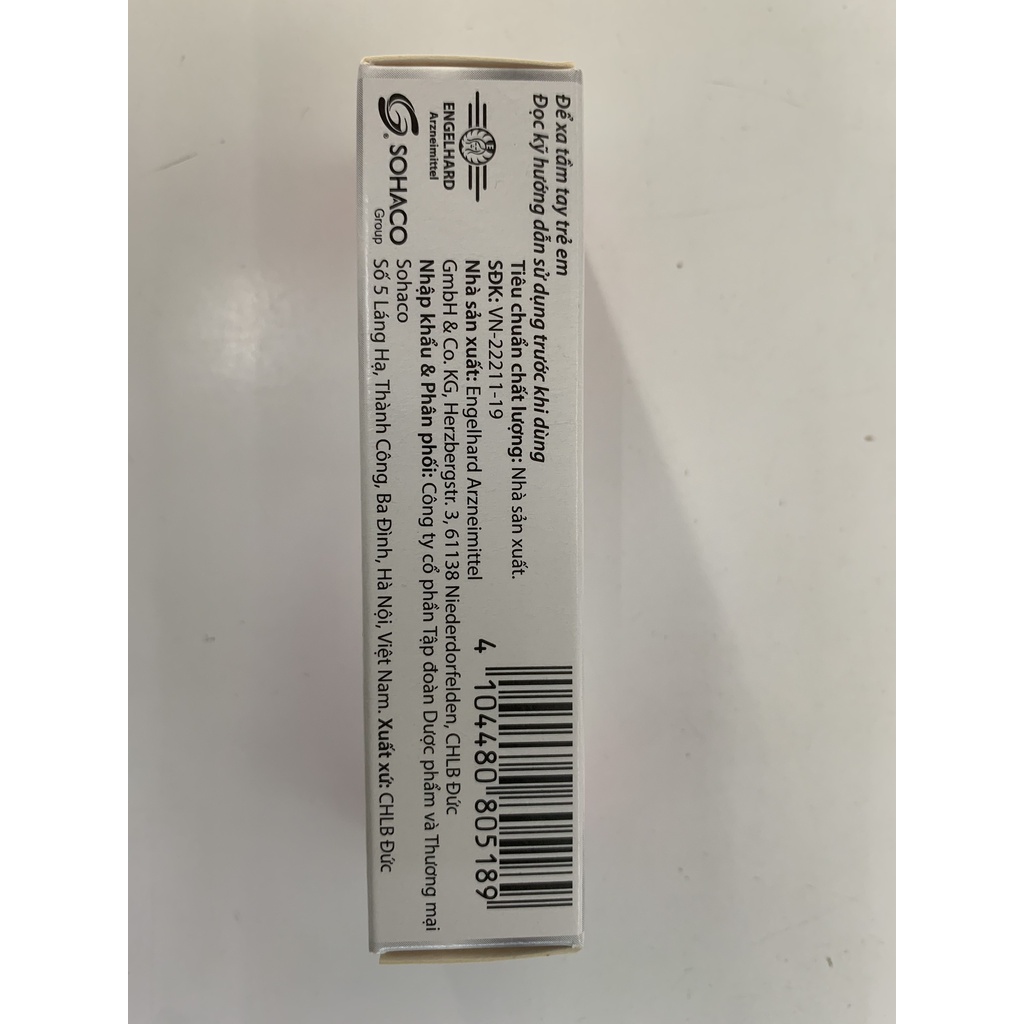 Để xa tầm tay trẻ em
Đọc kỹ hướng dẫn sử dụng trước khi dùng
Tiêu chuẩn chất lượng: Nhà sản xuất.
SĐK: VN-22211-19
Nhà sản xuất: Engelhard Arzneimittel
GmbH & Co. KG, Herzbergstr. 3, 61138 Niederdorfelden, CHLB Đức
Nhập khẩu & Phân phối: Công ty cổ phần Tập đoàn Dược phẩm và Thương mại
Sohaco
Số 5 Láng Hạ, Thành Công, Ba Đình, Hà Nội, Việt Nam. Xuất xứ: CHLB Đức
ENGELHARD
Arzneimittel
SOHACO
Group
4 104480 805189